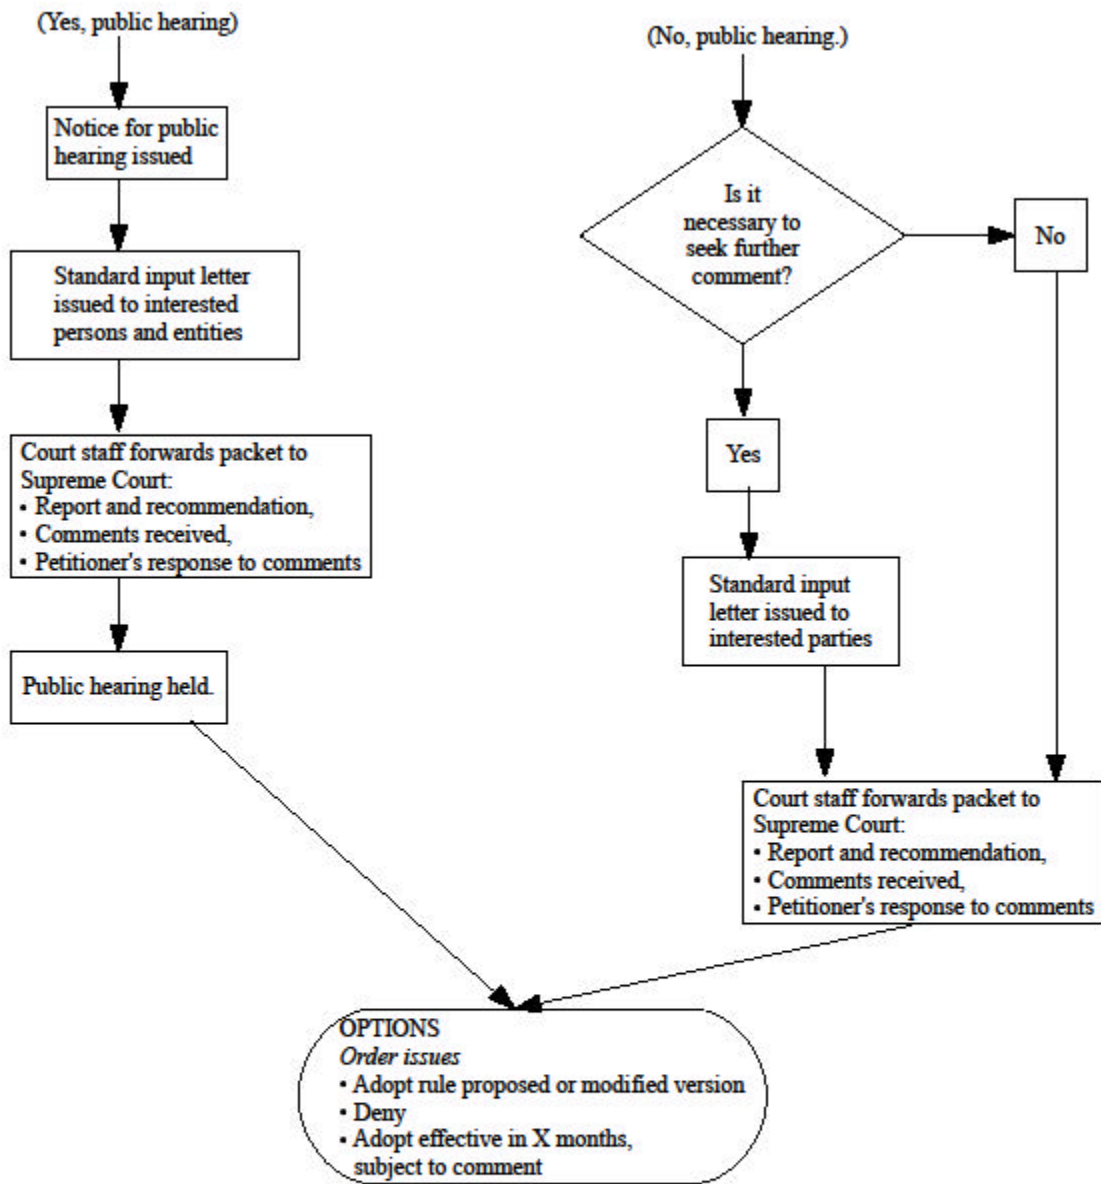 (Yes, public hearing)
Notice for public
hearing issued
Standard input letter
issued to interested
persons and entities
Court staff forwards packet to
Supreme Court:
• Report and recommendation,
• Comments received,
• Petitioner's response to comments
Public hearing held.
(No, public hearing.)
Is it
necessary to
seek further
comment?
No
Yes
Standard input
letter issued to
interested parties
Court staff forwards packet to
Supreme Court:
• Report and recommendation,
• Comments received,
• Petitioner's response to comments
OPTIONS
Order issues
• Adopt rule proposed or modified version
• Deny
• Adopt effective in X months,
subject to comment